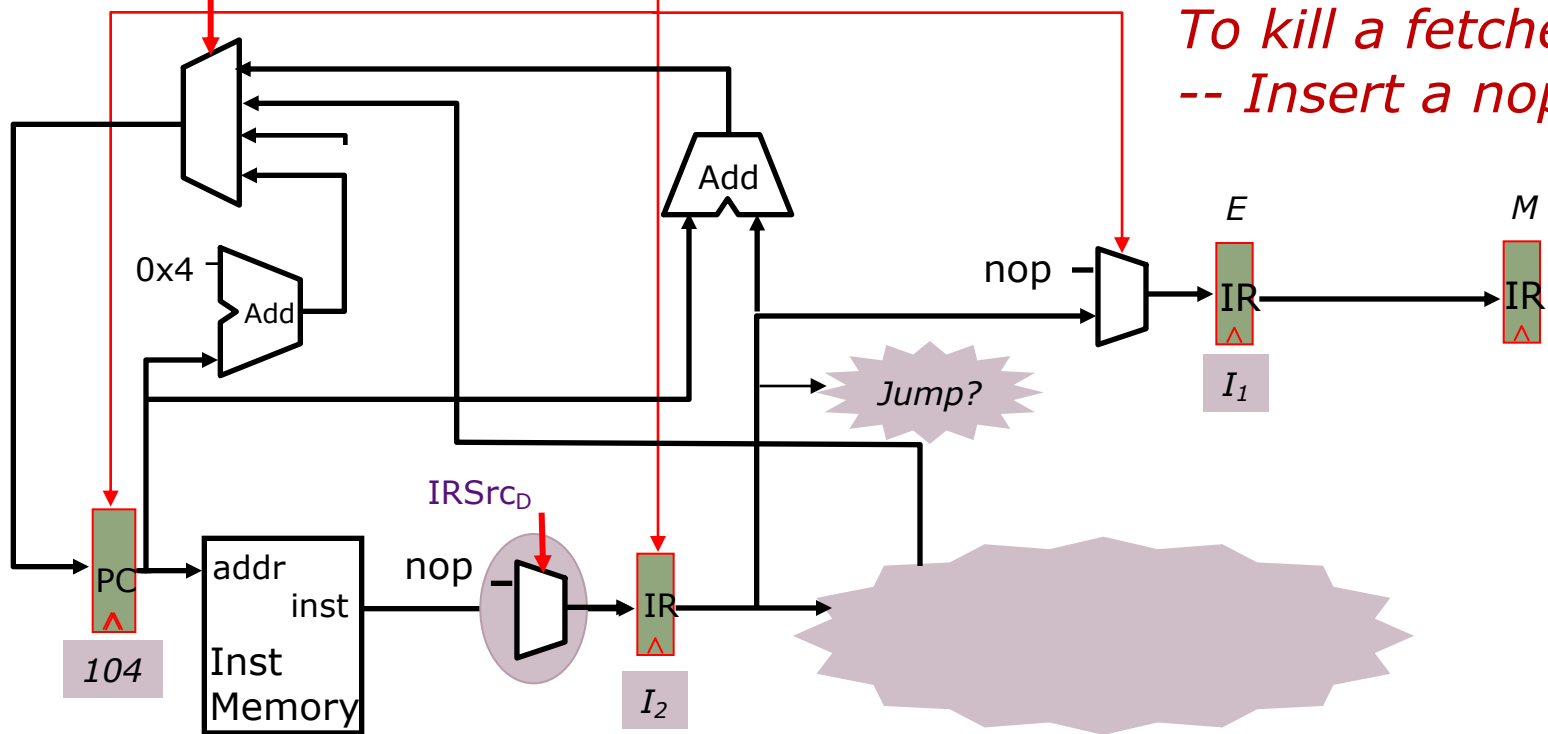 To kill a fetche
-- Insert a nop
Add
E
M
0x4
Add
nop
IR
IR
Jump?
I1
IRSrcD
PC
addr
inst
Inst
Memory
nop
IR
104
I2